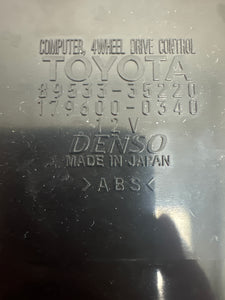 COMPUTER, 4WHEEL DRIVE CONTROL
TOYOTA
89533-35220
179600-0340
12V
DENSO
MADE IN JAPAN
>ABS<